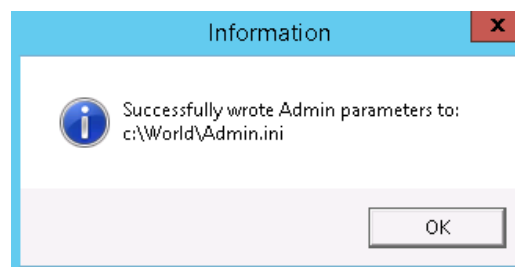 Information
x
Successfully wrote Admin parameters to:
c:\World\Admin.ini
OK